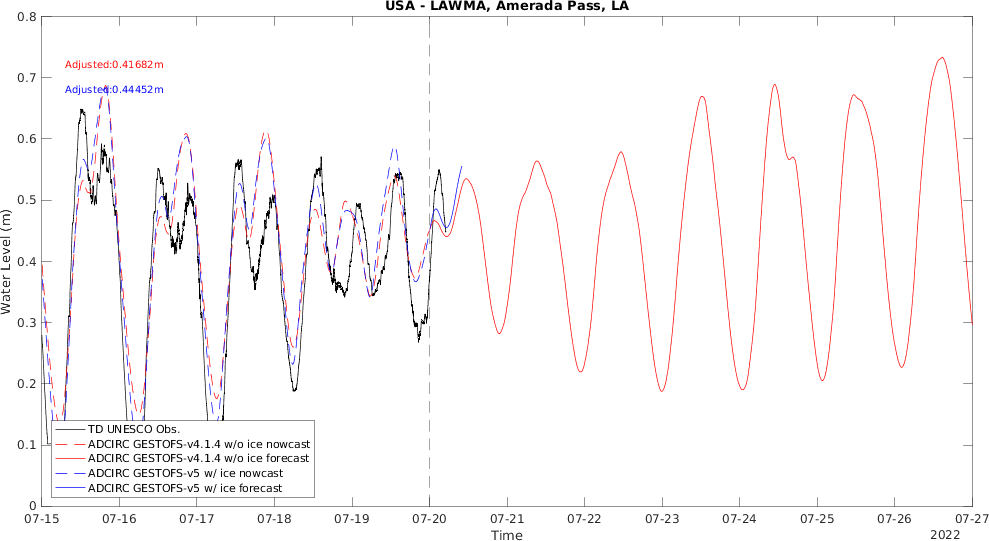 USA - LAWMA, Amerada Pass, LA
0.8
0.7
0.6
0.5
0.4
0.3
0.2
0.1
0
Water Level (m)
Adjusted:0.41682m
Adjusted:0.44452m
TD UNESCO Obs.
ADCIRC GESTOFS-v4.1.4 w/o ice nowcast
ADCIRC GESTOFS-v4.1.4 w/o ice forecast
ADCIRC GESTOFS-v5 w/ ice nowcast
ADCIRC GESTOFS-v5 w/ ice forecast
07-15 07-16 07-17 07-18 07-19 07-20 07-21 07-22 07-23 07-24 07-25 07-26 07-27
Time
2022